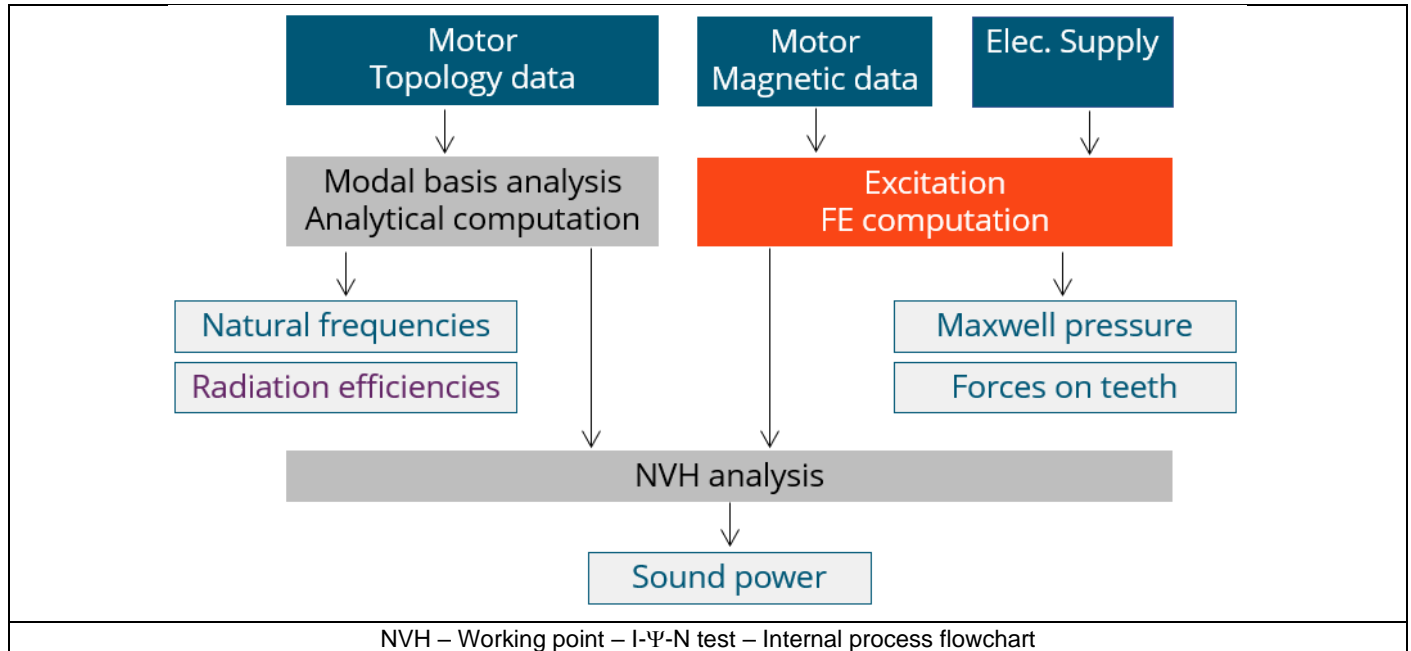 Motor
Topology data
Motor
Magnetic data
Elec. Supply
Modal basis analysis
Analytical computation
Excitation
FE computation
Natural frequencies
Radiation efficiencies
Maxwell pressure
Forces on teeth
NVH analysis
Sound power
NVH – Working point – I-Ψ-N test – Internal process flowchart